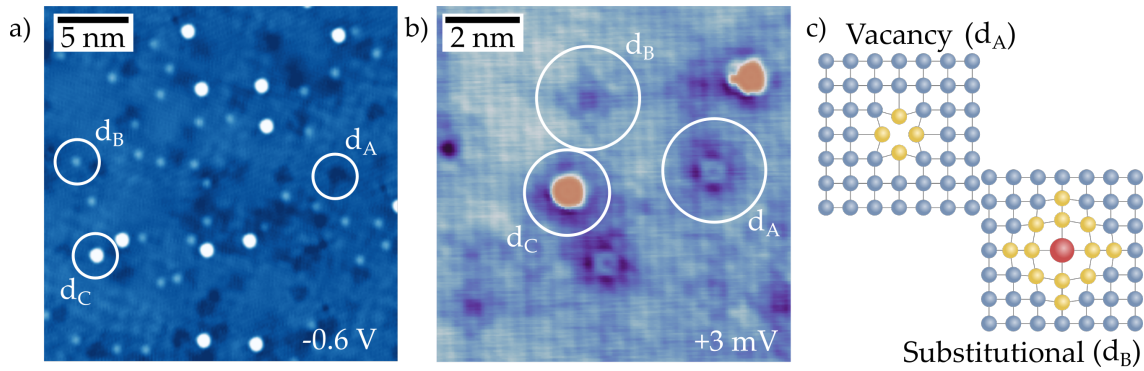 a)
5 nm
d_B
d_A
d_C
-0.6 V
b)
2 nm
d_B
d_C
d_A
+3 mV
c)
Vacancy (d_A)
Substitutional (d_B)